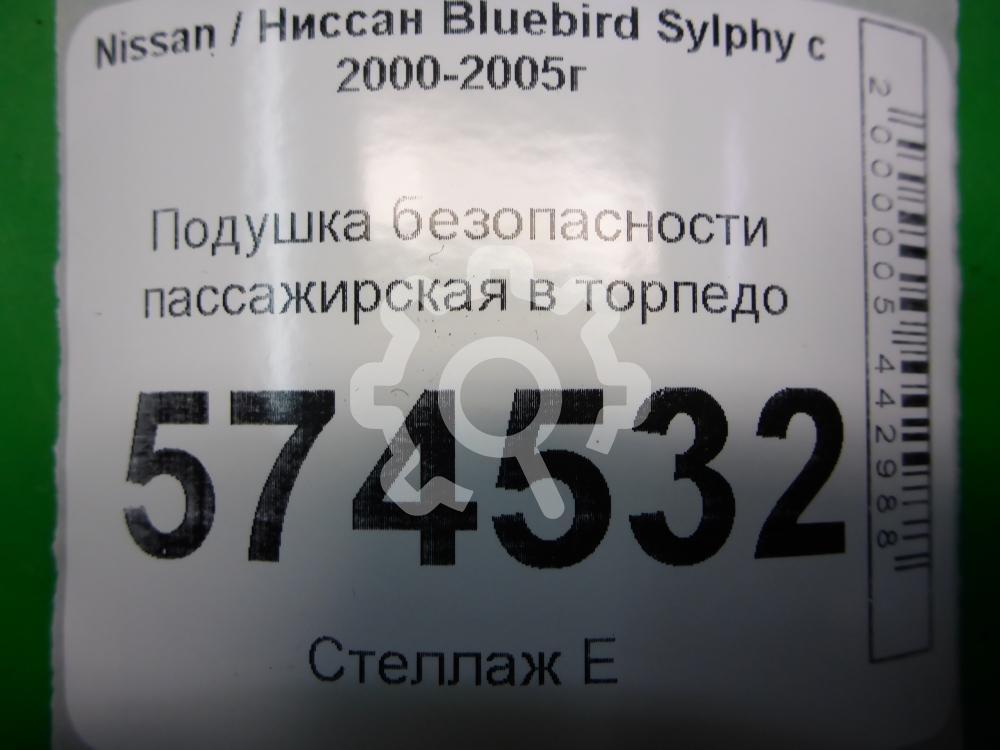 Nissan / Ниссан Bluebird Sylphy с
2000-2005г
Подушка безопасности
пассажирская в торпедо
574532
Стеллаж Е
2000005442988